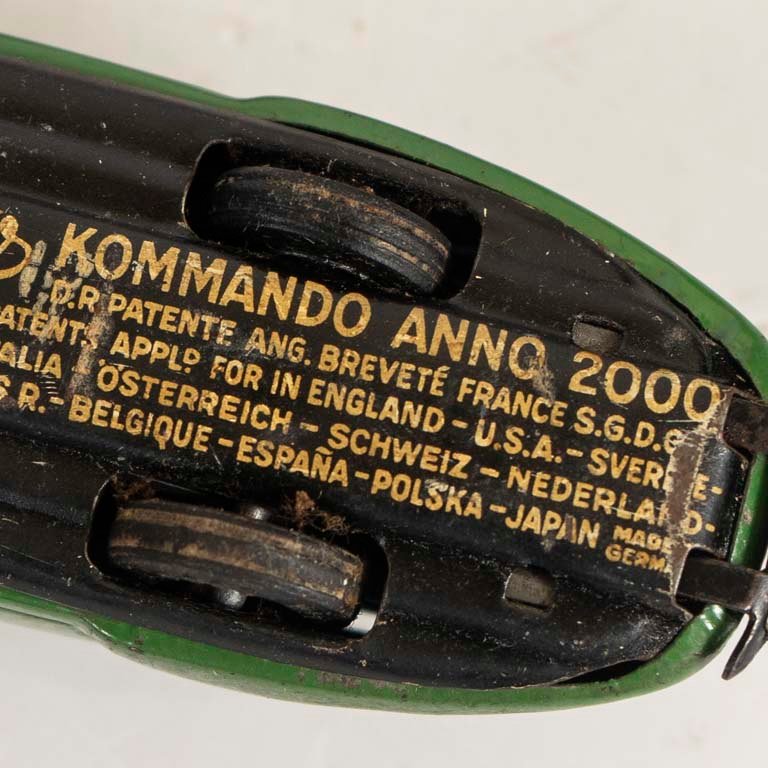 KOMMANDO ANNO 2000
D.R. PATENTE ANG. BREVETÉ FRANCE S.G.D.G.
PATENTS APPLD FOR IN ENGLAND - U.S.A. -
- ÖSTERREICH - SCHWEIZ - NEDERLAND -
S R. - BELGIQUE - ESPAÑA - POLSKA - JAPAN
MADE